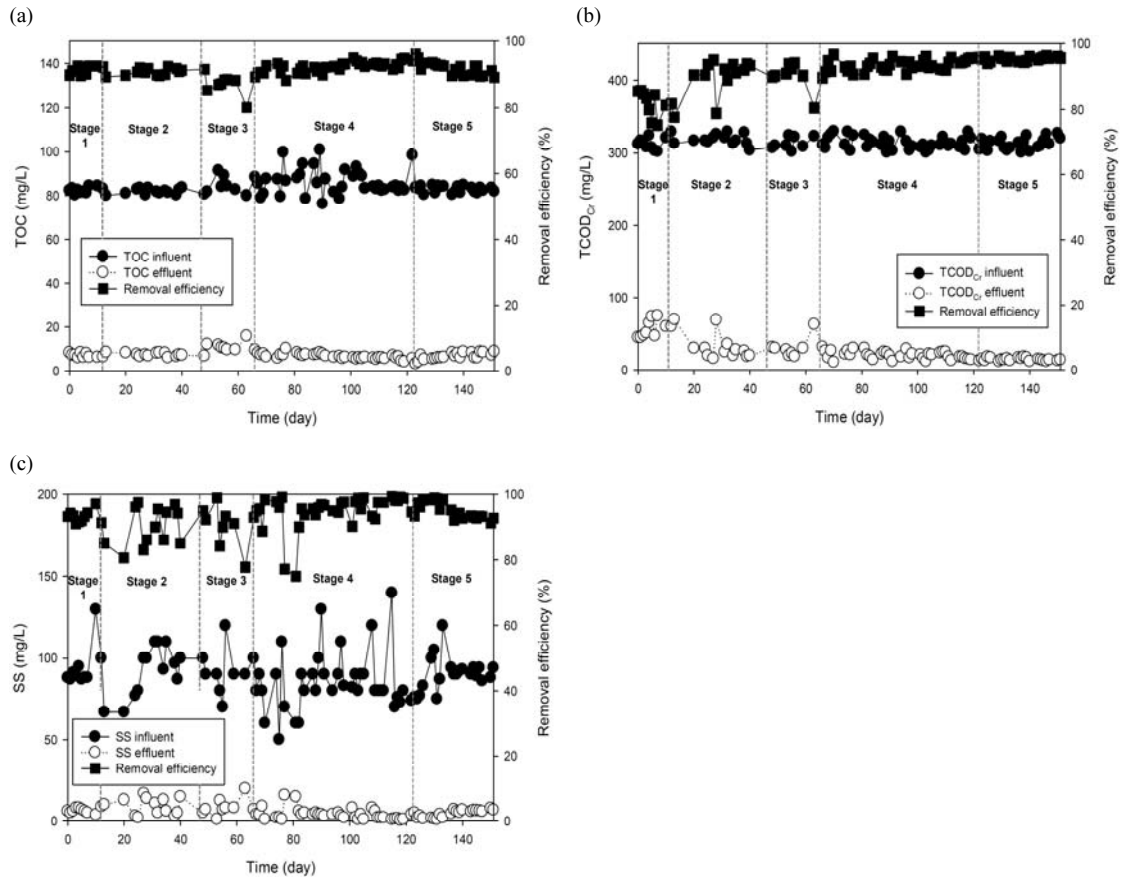 (a)
TOC (mg/L)
160
140
120
100
80
60
40
20
0
Stage 1
Stage 2
Stage 3
Stage 4
Stage 5
TOC influent
TOC effluent
Removal efficiency
100
80
60
40
20
0
Removal efficiency (%)
0 20 40 60 80 100 120 140
Time (day)
(b)
TCODCr (mg/L)
400
300
200
100
0
Stage 1
Stage 2
Stage 3
Stage 4
Stage 5
TCODCr influent
TCODCr effluent
Removal efficiency
100
80
60
40
20
0
Removal efficiency (%)
0 20 40 60 80 100 120 140
Time (day)
(c)
SS (mg/L)
200
150
100
50
0
Stage 1
Stage 2
Stage 3
Stage 4
Stage 5
SS influent
SS effluent
Removal efficiency
100
80
60
40
20
0
Removal efficiency (%)
0 20 40 60 80 100 120 140
Time (day)